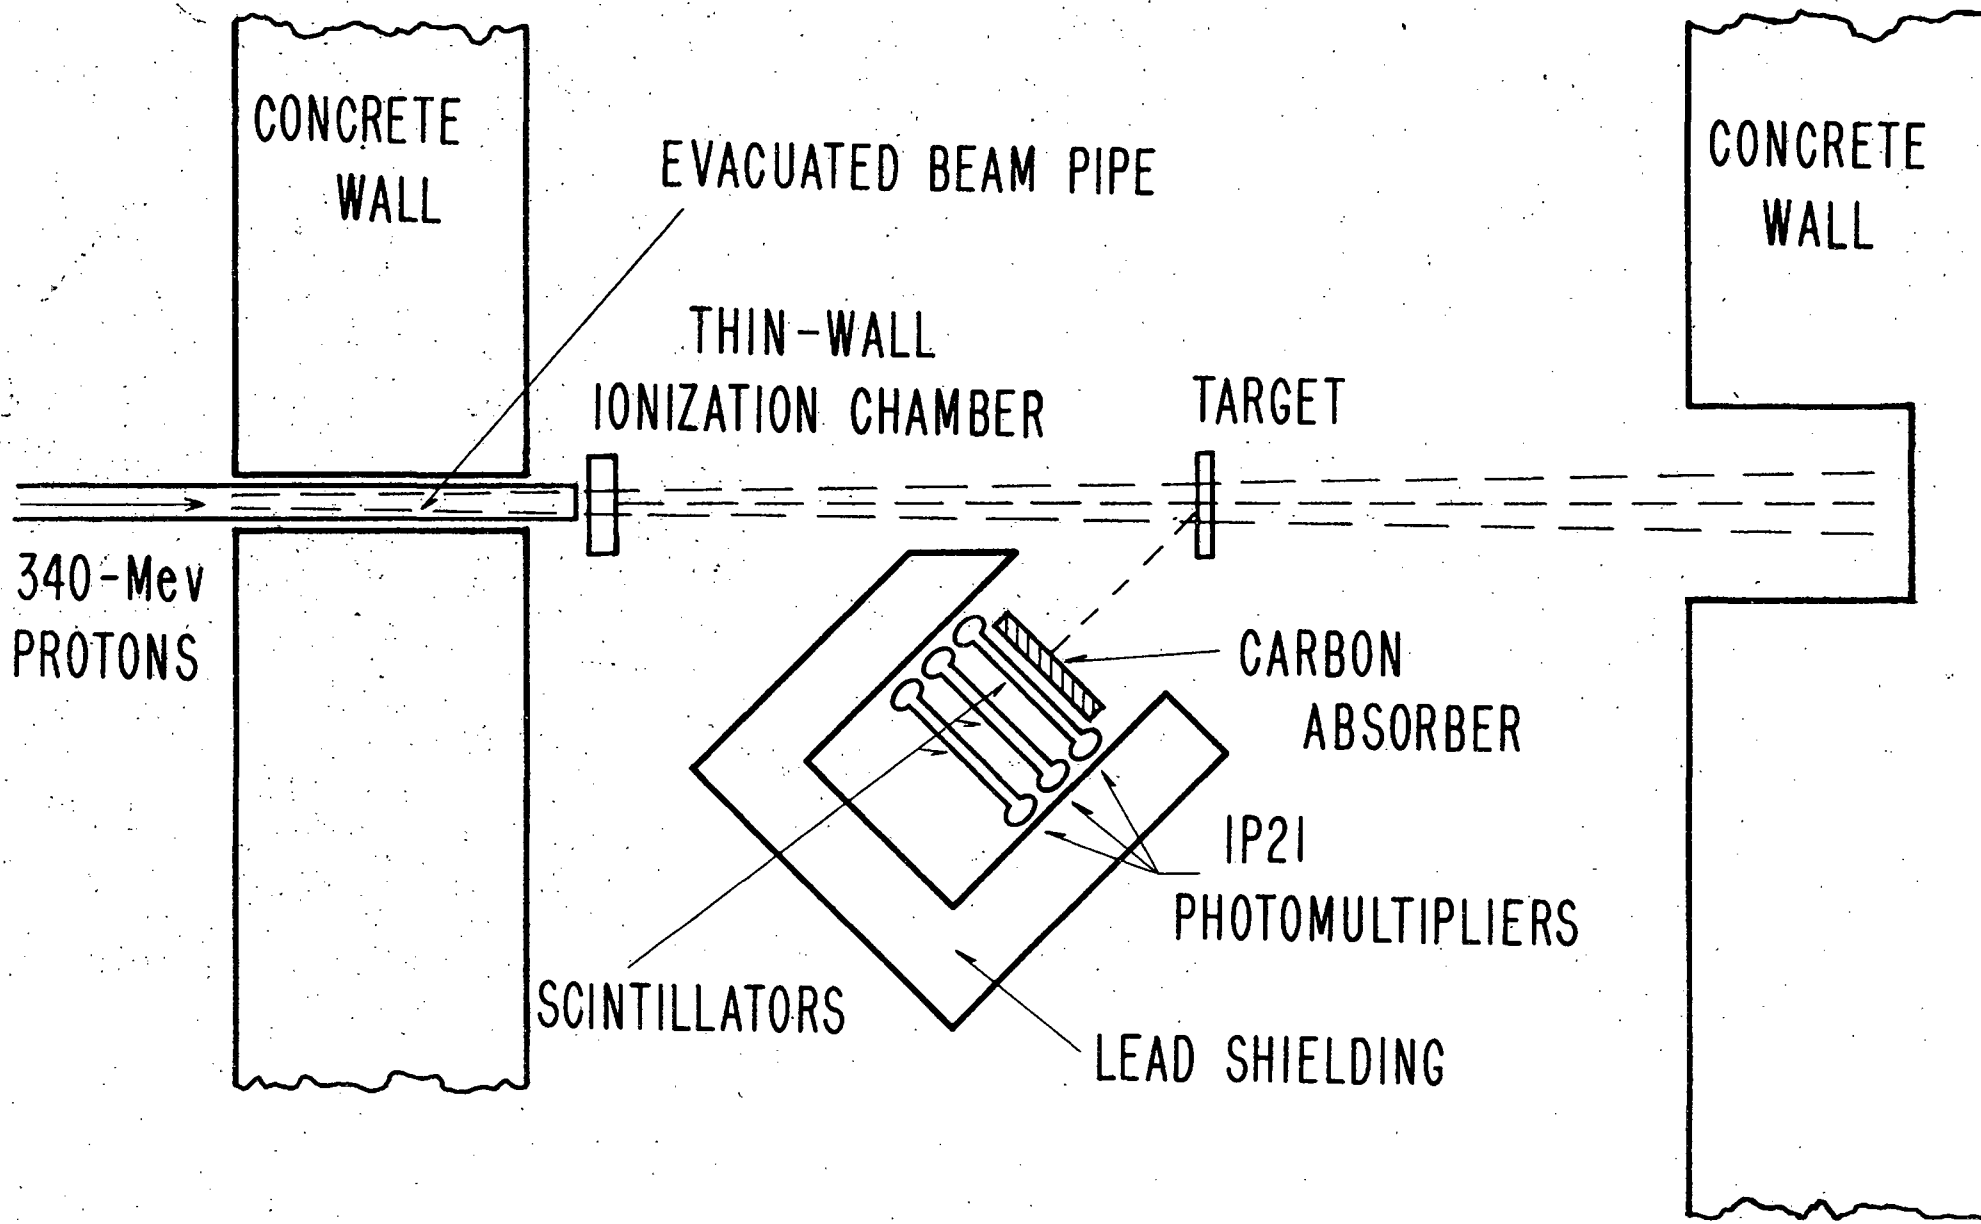 CONCRETE
WALL
EVACUATED BEAM PIPE
CONCRETE
WALL
THIN-WALL
IONIZATION CHAMBER
TARGET
340-Mev
PROTONS
CARBON
ABSORBER
IP21
PHOTOMULTIPLIERS
SCINTILLATORS
LEAD SHIELDING